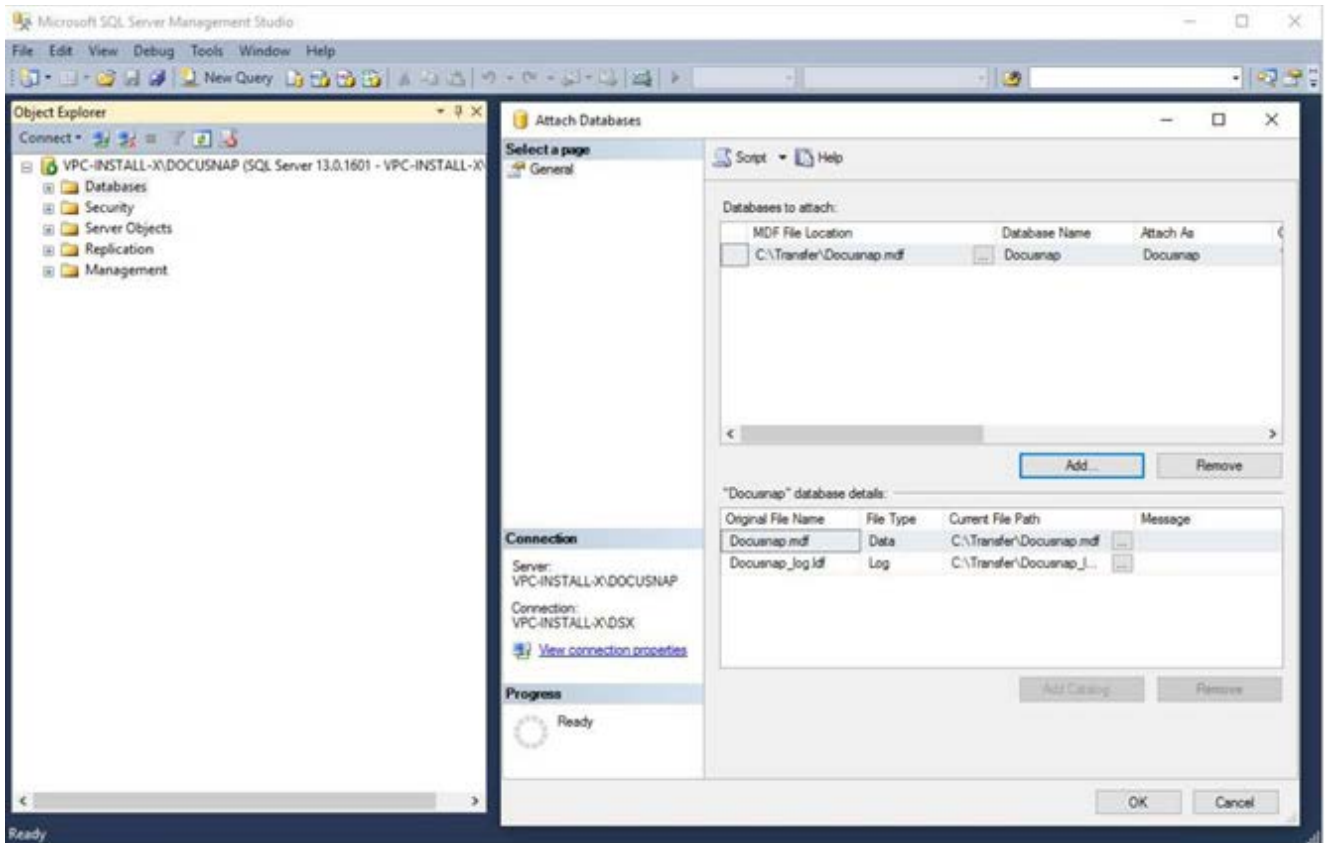 Microsoft SQL Server Management Studio
File Edit View Debug Tools Window Help
New Query
Object Explorer
Connect
VPC-INSTALL-X\DOCUSNAP (SQL Server 13.0.1601 - VPC-INSTALL-X\
Databases
Security
Server Objects
Replication
Management
Attach Databases
Select a page
General
Script Help
Databases to attach:
MDF File Location Database Name Attach As
C:\Transfer\Docusnap.mdf ... Docusnap Docusnap
Add... Remove
"Docusnap" database details:
Original File Name File Type Current File Path Message
Docusnap.mdf Data C:\Transfer\Docusnap.mdf ...
Docusnap_log.ldf Log C:\Transfer\Docusnap_l... ...
Add Catalog Remove
Connection
Server:
VPC-INSTALL-X\DOCUSNAP
Connection:
VPC-INSTALL-X\DSX
View connection properties
Progress
Ready
OK Cancel
Ready